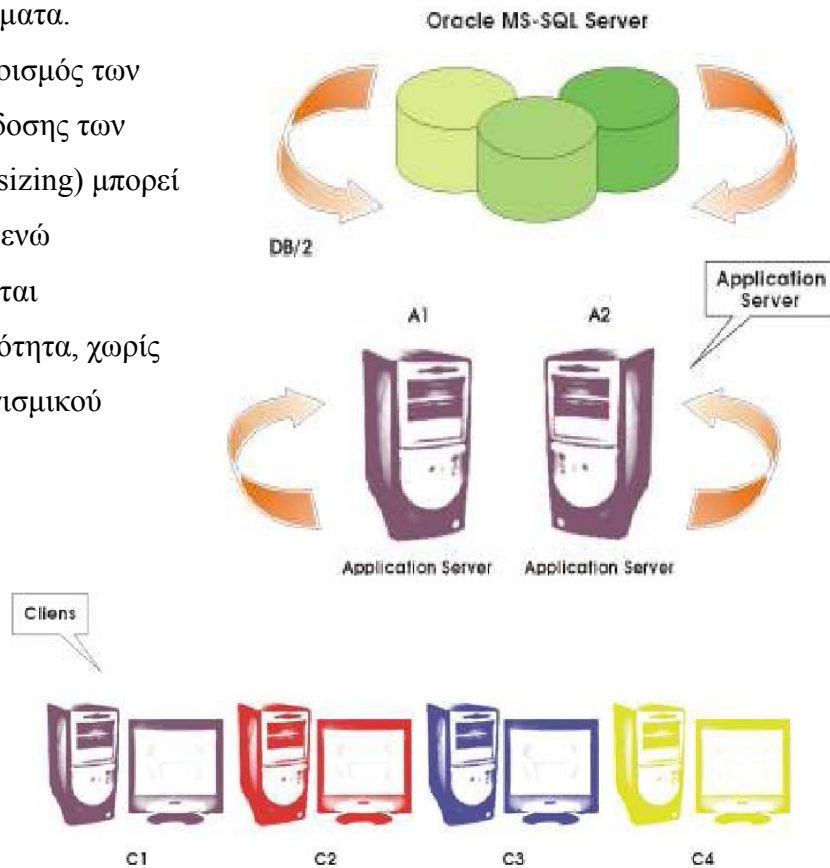 ματα.
ρισμός των
δοσης των
sizing) μπορεί
ενώ
ται
ότητα, χωρίς
ισμικού
Oracle MS-SQL Server
DB/2
Application
Server
A1 A2
Application Server Application Server
Cliens
C1 C2 C3 C4